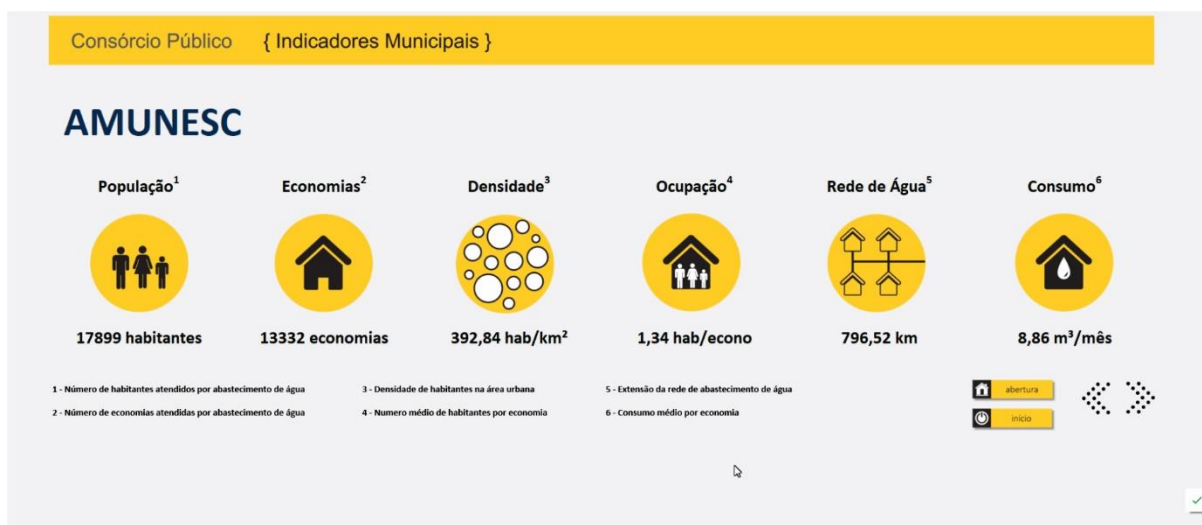 Consórcio Público { Indicadores Municipais }
AMUNESC
População¹ Economias² Densidade³ Ocupação⁴ Rede de Água⁵ Consumo⁶
17899 habitantes 13332 economias 392,84 hab/km² 1,34 hab/econo 796,52 km 8,86 m³/mês
1 - Número de habitantes atendidos por abastecimento de água 3 - Densidade de habitantes na área urbana 5 - Extensão da rede de abastecimento de água
2 - Número de economias atendidas por abastecimento de água 4 - Numero médio de habitantes por economia 6 - Consumo médio por economia
abertura
início